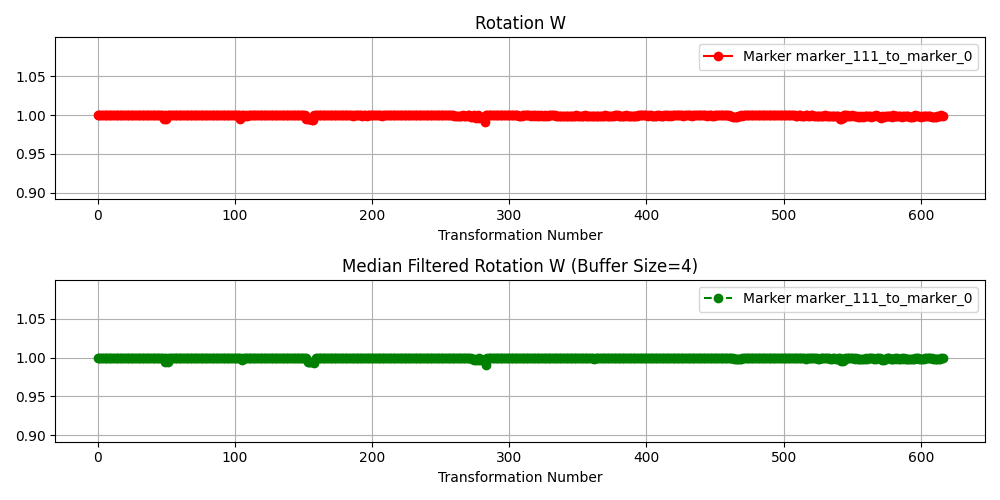 Rotation W
Marker marker_111_to_marker_0
1.05
1.00
0.95
0.90
0 100 200 300 400 500 600
Transformation Number
Median Filtered Rotation W (Buffer Size=4)
Marker marker_111_to_marker_0
1.05
1.00
0.95
0.90
0 100 200 300 400 500 600
Transformation Number